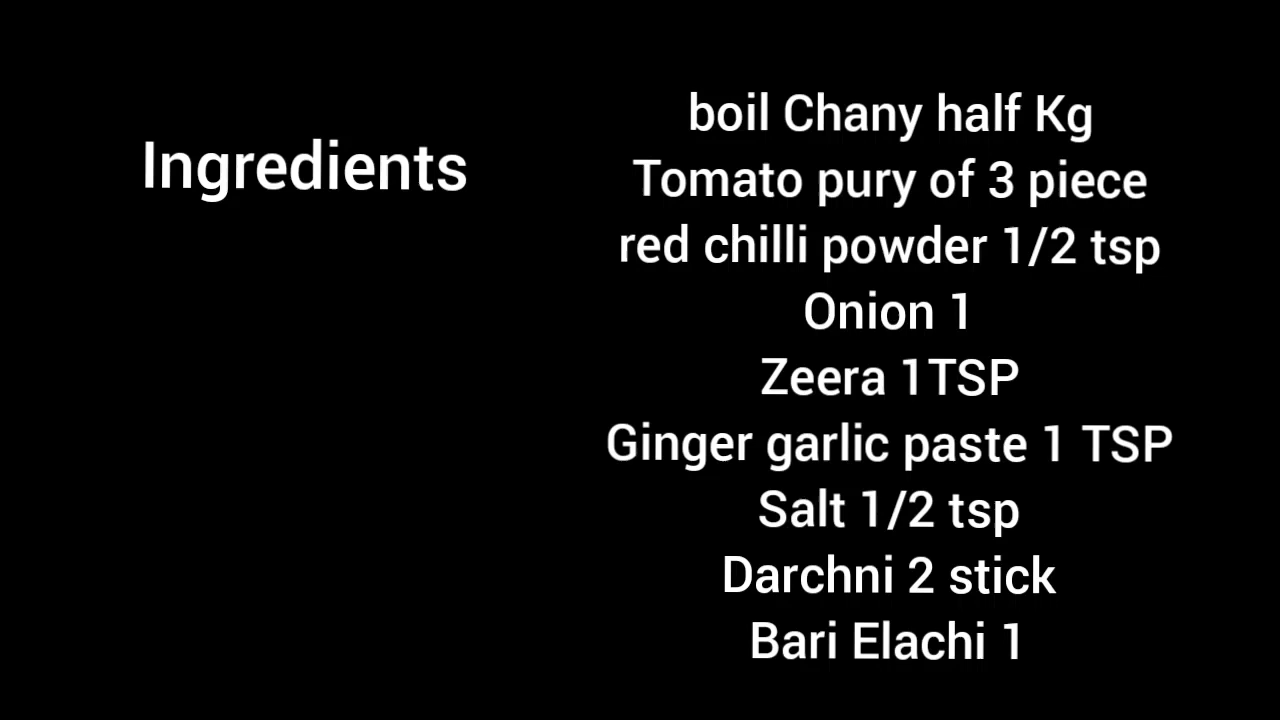 Ingredients
boil Chany half Kg
Tomato pury of 3 piece
red chilli powder 1/2 tsp
Onion 1
Zeera 1TSP
Ginger garlic paste 1 TSP
Salt 1/2 tsp
Darchni 2 stick
Bari Elachi 1